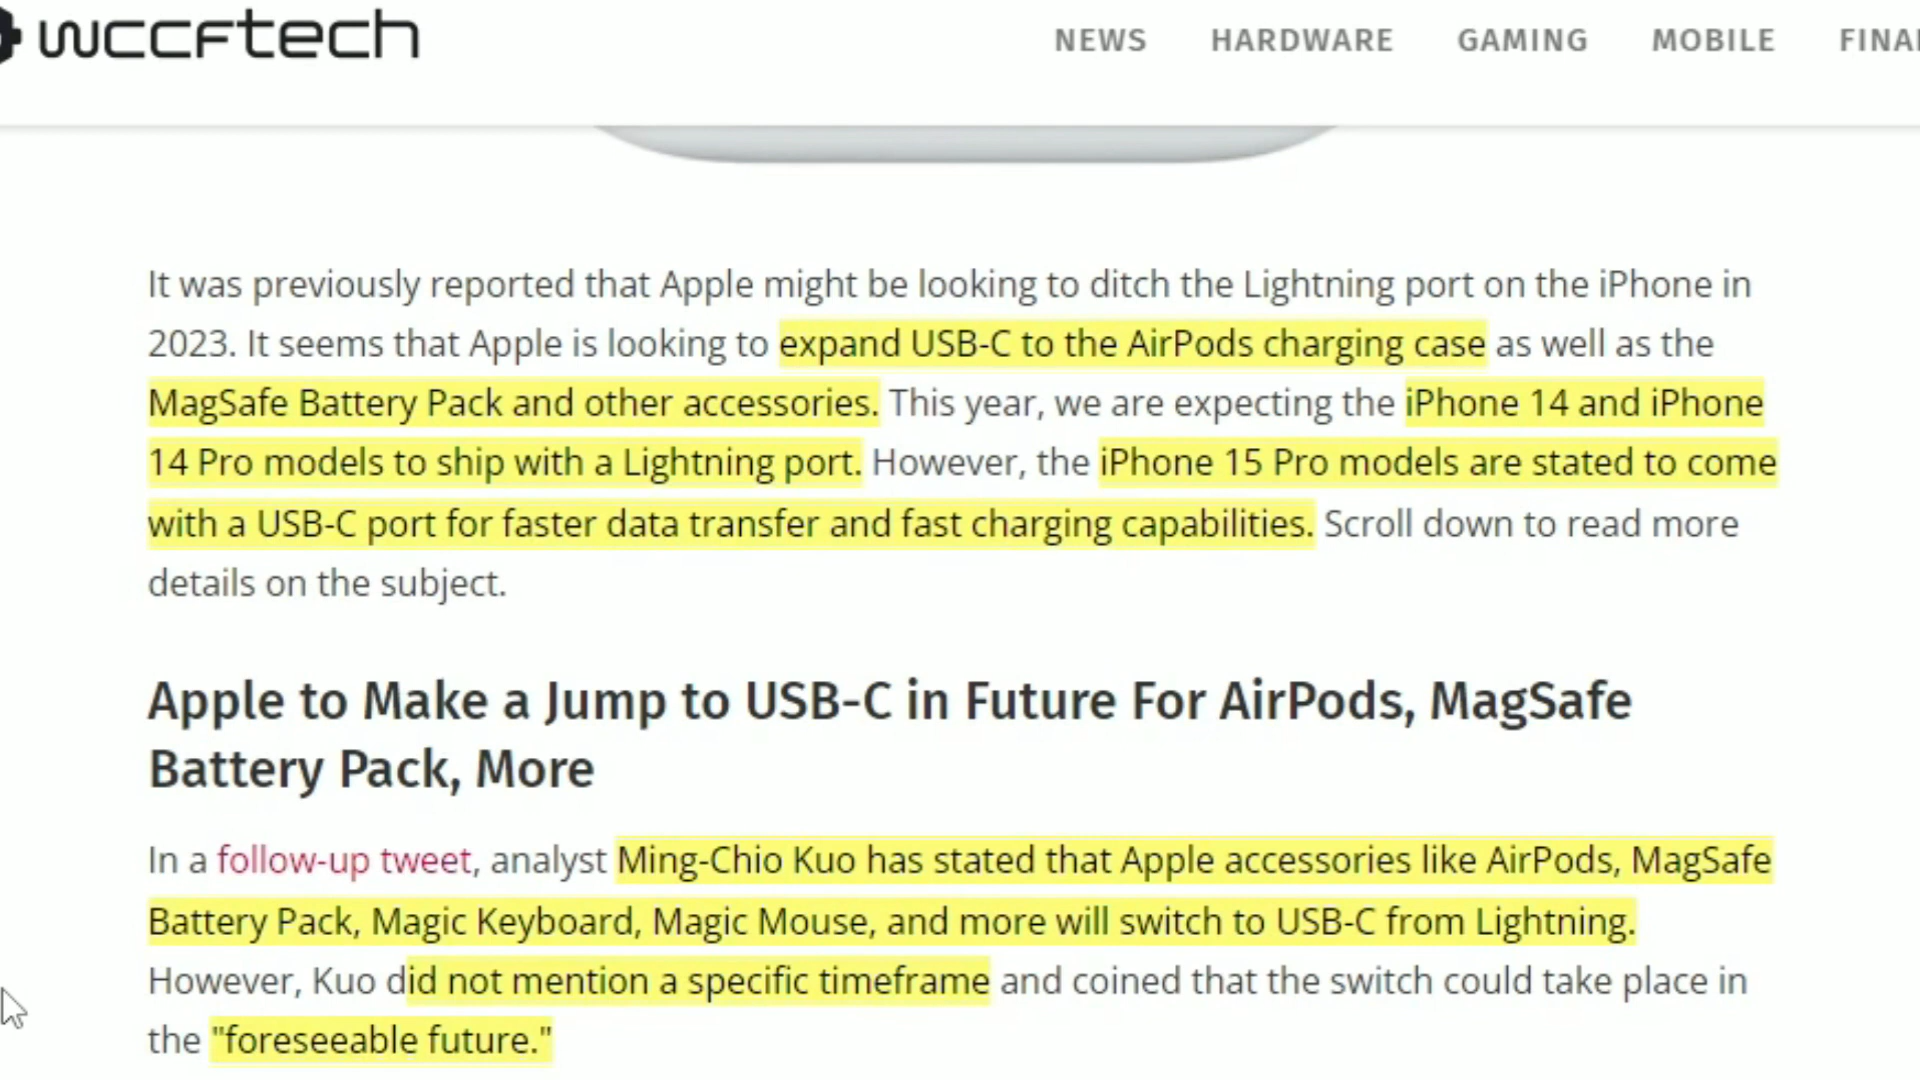 wccftech
NEWS HARDWARE GAMING MOBILE FINA
It was previously reported that Apple might be looking to ditch the Lightning port on the iPhone in
2023. It seems that Apple is looking to expand USB-C to the AirPods charging case as well as the
MagSafe Battery Pack and other accessories. This year, we are expecting the iPhone 14 and iPhone
14 Pro models to ship with a Lightning port. However, the iPhone 15 Pro models are stated to come
with a USB-C port for faster data transfer and fast charging capabilities. Scroll down to read more
details on the subject.
Apple to Make a Jump to USB-C in Future For AirPods, MagSafe
Battery Pack, More
In a follow-up tweet, analyst Ming-Chio Kuo has stated that Apple accessories like AirPods, MagSafe
Battery Pack, Magic Keyboard, Magic Mouse, and more will switch to USB-C from Lightning.
However, Kuo did not mention a specific timeframe and coined that the switch could take place in
the "foreseeable future."